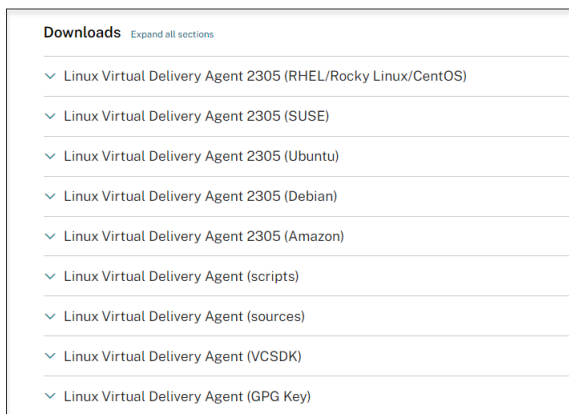 Downloads Expand all sections
Linux Virtual Delivery Agent 2305 (RHEL/Rocky Linux/CentOS)
Linux Virtual Delivery Agent 2305 (SUSE)
Linux Virtual Delivery Agent 2305 (Ubuntu)
Linux Virtual Delivery Agent 2305 (Debian)
Linux Virtual Delivery Agent 2305 (Amazon)
Linux Virtual Delivery Agent (scripts)
Linux Virtual Delivery Agent (sources)
Linux Virtual Delivery Agent (VCSDK)
Linux Virtual Delivery Agent (GPG Key)